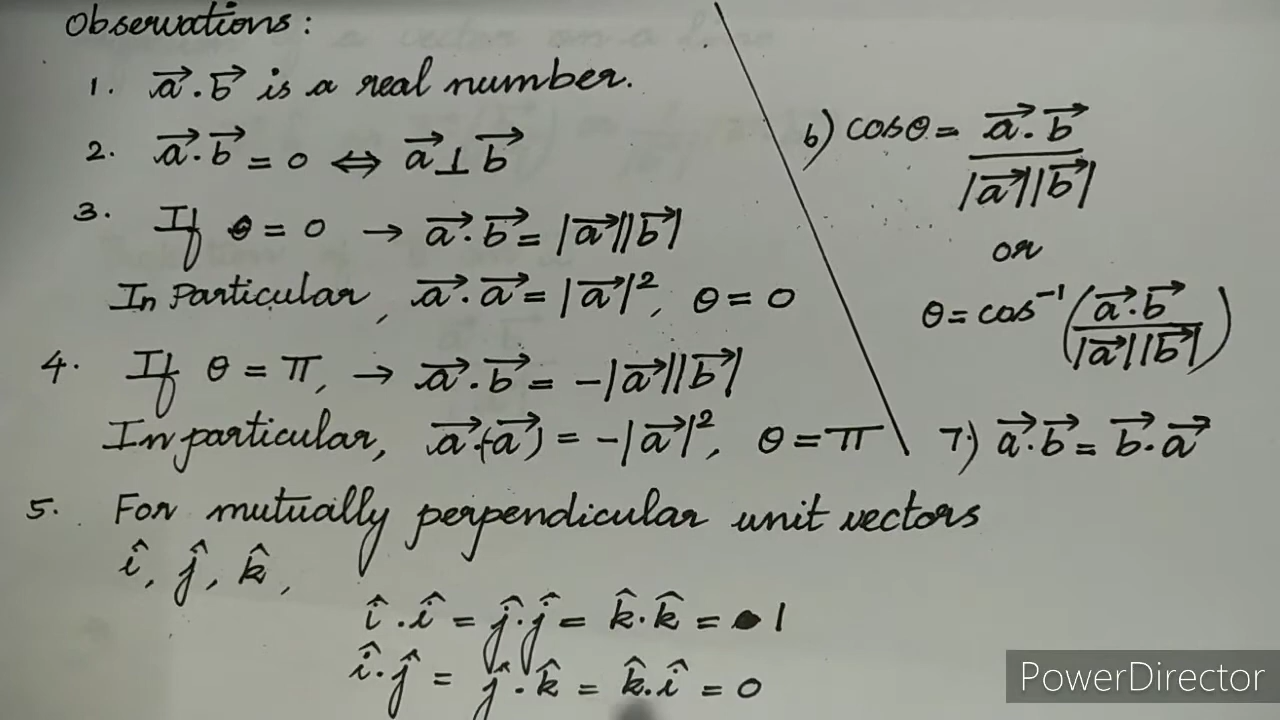 Observations:
1. a⃗ . b⃗ is a real number.
2. a⃗ . b⃗ = 0 ⇔ a⃗ ⊥ b⃗
3. If θ = 0 → a⃗ . b⃗ = |a⃗||b⃗|
In Particular, a⃗ . a⃗ = |a⃗|², θ = 0
4. If θ = π, → a⃗ . b⃗ = -|a⃗||b⃗|
In particular, a⃗ .(-a⃗) = -|a⃗|², θ = π
5. For mutually perpendicular unit vectors
î, ĵ, k̂,
î . î = ĵ . ĵ = k̂ . k̂ = 1
î . ĵ = ĵ . k̂ = k̂ . î = 0
6) cosθ = a⃗ . b⃗ / |a⃗||b⃗|
or
θ = cos⁻¹ (a⃗ . b⃗ / |a⃗||b⃗|)
7) a⃗ . b⃗ = b⃗ . a⃗
PowerDirector